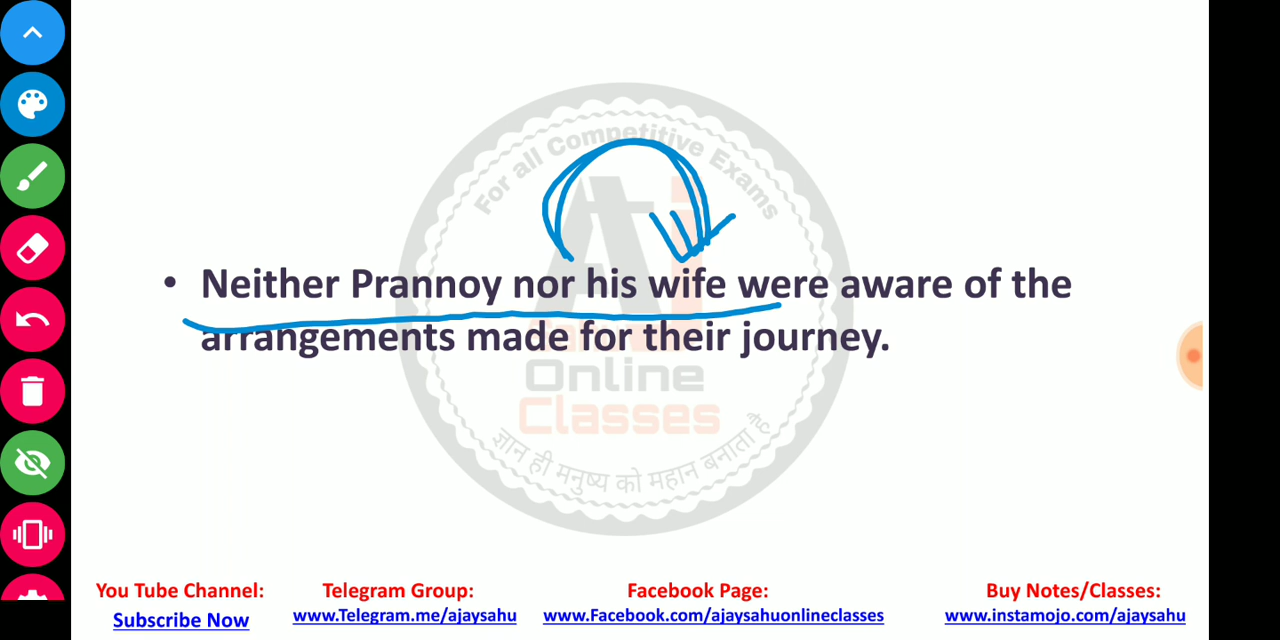 For all Competitive Exams
• Neither Prannoy nor his wife were aware of the
arrangements made for their journey.
Online
Classes
ज्ञान ही मनुष्य को महान बनाता है
You Tube Channel: Telegram Group: Facebook Page: Buy Notes/Classes:
Subscribe Now www.Telegram.me/ajaysahu www.Facebook.com/ajaysahuonlineclasses www.instamojo.com/ajaysahu